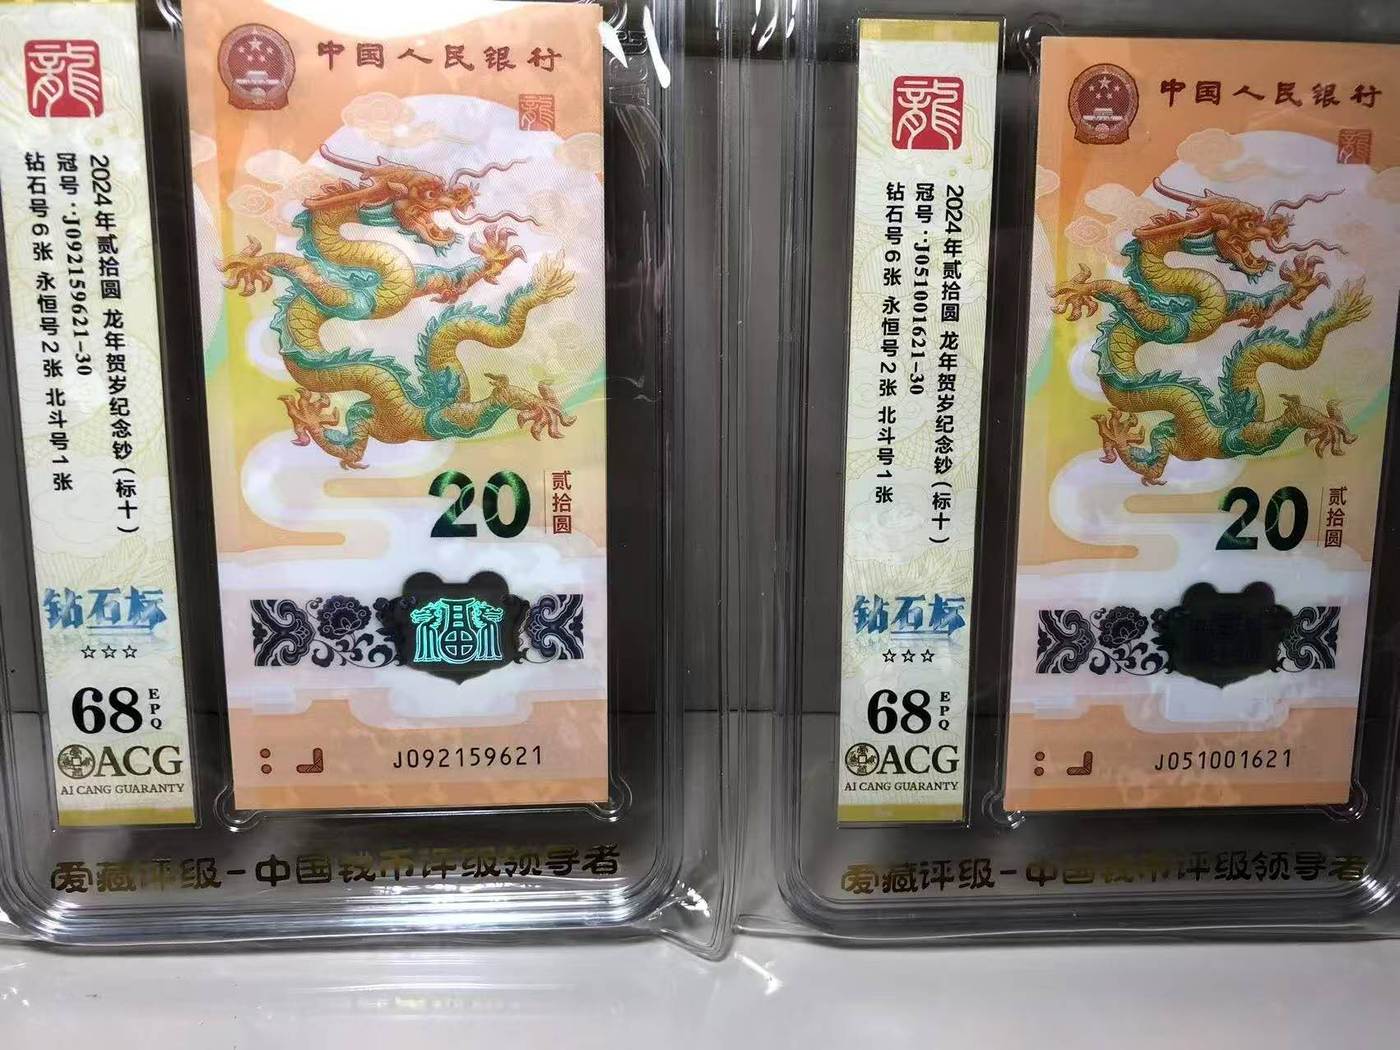 龍
2024年贰拾圆 龙年贺岁纪念钞(标十)
冠号:J092159621-30
钻石号6张 永恒号2张 北斗号1张
钻石标
☆☆☆
68 EPQ
ACG
AI CANG GUARANTY
中国人民银行
龍
20
贰拾圆
J092159621
爱藏评级-中国钱币评级领导者
龍
2024年贰拾圆 龙年贺岁纪念钞(标十)
冠号:J051001621-30
钻石号6张 永恒号2张 北斗号1张
钻石标
☆☆☆
68 EPQ
ACG
AI CANG GUARANTY
中国人民银行
龍
20
贰拾圆
J051001621
爱藏评级-中国钱币评级领导者